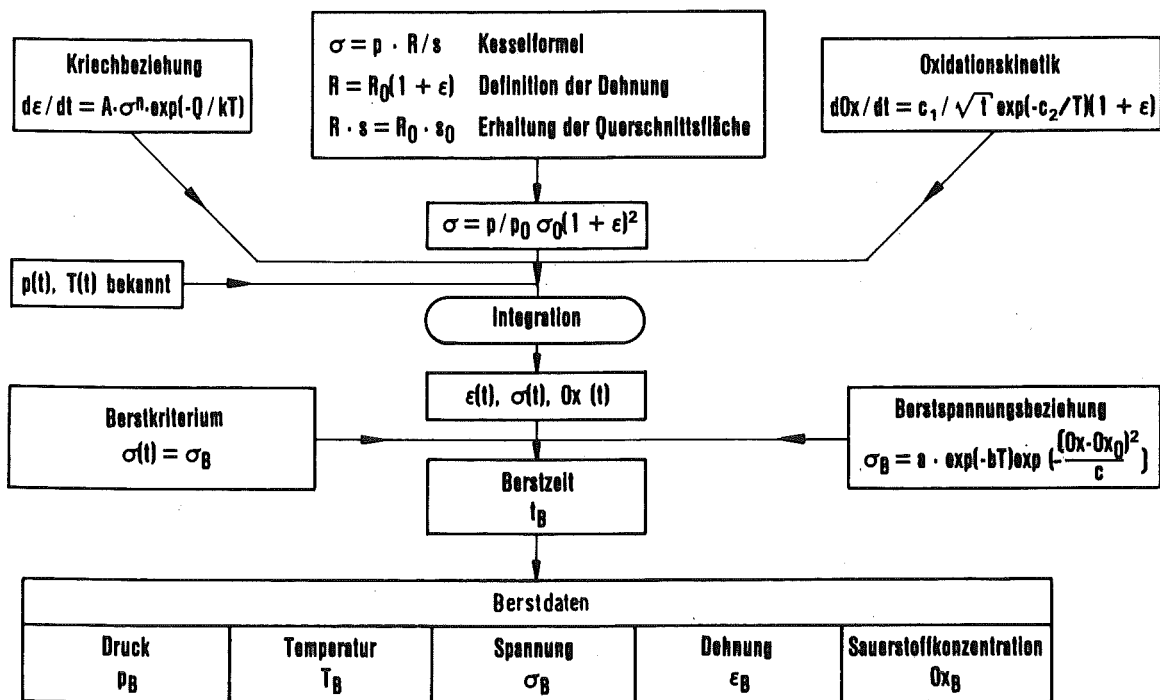 Kriechbeziehung
dε/dt = A·σⁿ·exp(-Q/kT)
σ = p · R/s Kesselformel
R = R₀(1 + ε) Definition der Dehnung
R · s = R₀ · s₀ Erhaltung der Querschnittsfläche
Oxidationskinetik
dOx/dt = c₁/√t exp(-c₂/T)(1 + ε)
σ = p/p₀ σ₀(1 + ε)²
p(t), T(t) bekannt
Integration
ε(t), σ(t), Ox (t)
Berstkriterium
σ(t) = σ_B
Berstspannungsbeziehung
σ_B = a · exp(-bT)exp (-(Ox-Ox₀)²/c)
Berstzeit
t_B
Berstdaten
Druck
p_B
Temperatur
T_B
Spannung
σ_B
Dehnung
ε_B
Sauerstoffkonzentration
Ox_B